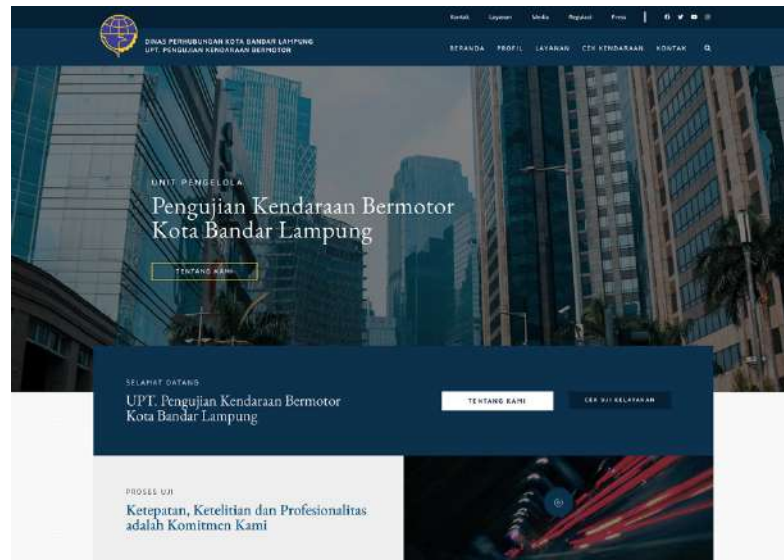 Kontak Layanan Media Regulasi Press
DINAS PERHUBUNGAN KOTA BANDAR LAMPUNG
UPT. PENGUJIAN KENDARAAN BERMOTOR
BERANDA PROFIL LAYANAN CEK KENDARAAN KONTAK
UNIT PENGELOLA
Pengujian Kendaraan Bermotor
Kota Bandar Lampung
TENTANG KAMI
SELAMAT DATANG
UPT. Pengujian Kendaraan Bermotor
Kota Bandar Lampung
TENTANG KAMI
CEK UJI KELAYAKAN
PROSES UJI
Ketepatan, Ketelitian dan Profesionalitas
adalah Komitmen Kami